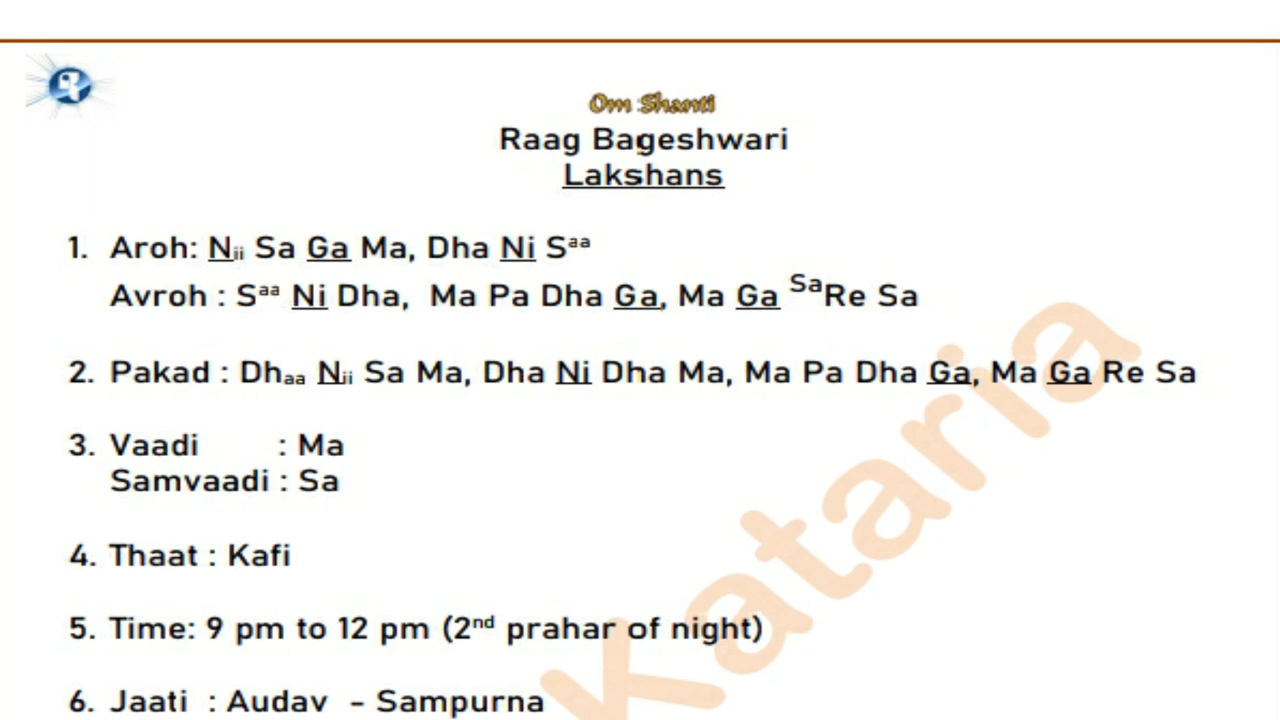 Om Shanti
Raag Bageshwari
Lakshans
1. Aroh: Nii Sa Ga Ma, Dha Ni Saa
Avroh : Saa Ni Dha, Ma Pa Dha Ga, Ma Ga SaRe Sa
2. Pakad : Dhaa Nii Sa Ma, Dha Ni Dha Ma, Ma Pa Dha Ga, Ma Ga Re Sa
3. Vaadi : Ma
Samvaadi : Sa
4. Thaat : Kafi
5. Time: 9 pm to 12 pm (2nd prahar of night)
6. Jaati : Audav - Sampurna
Kataria